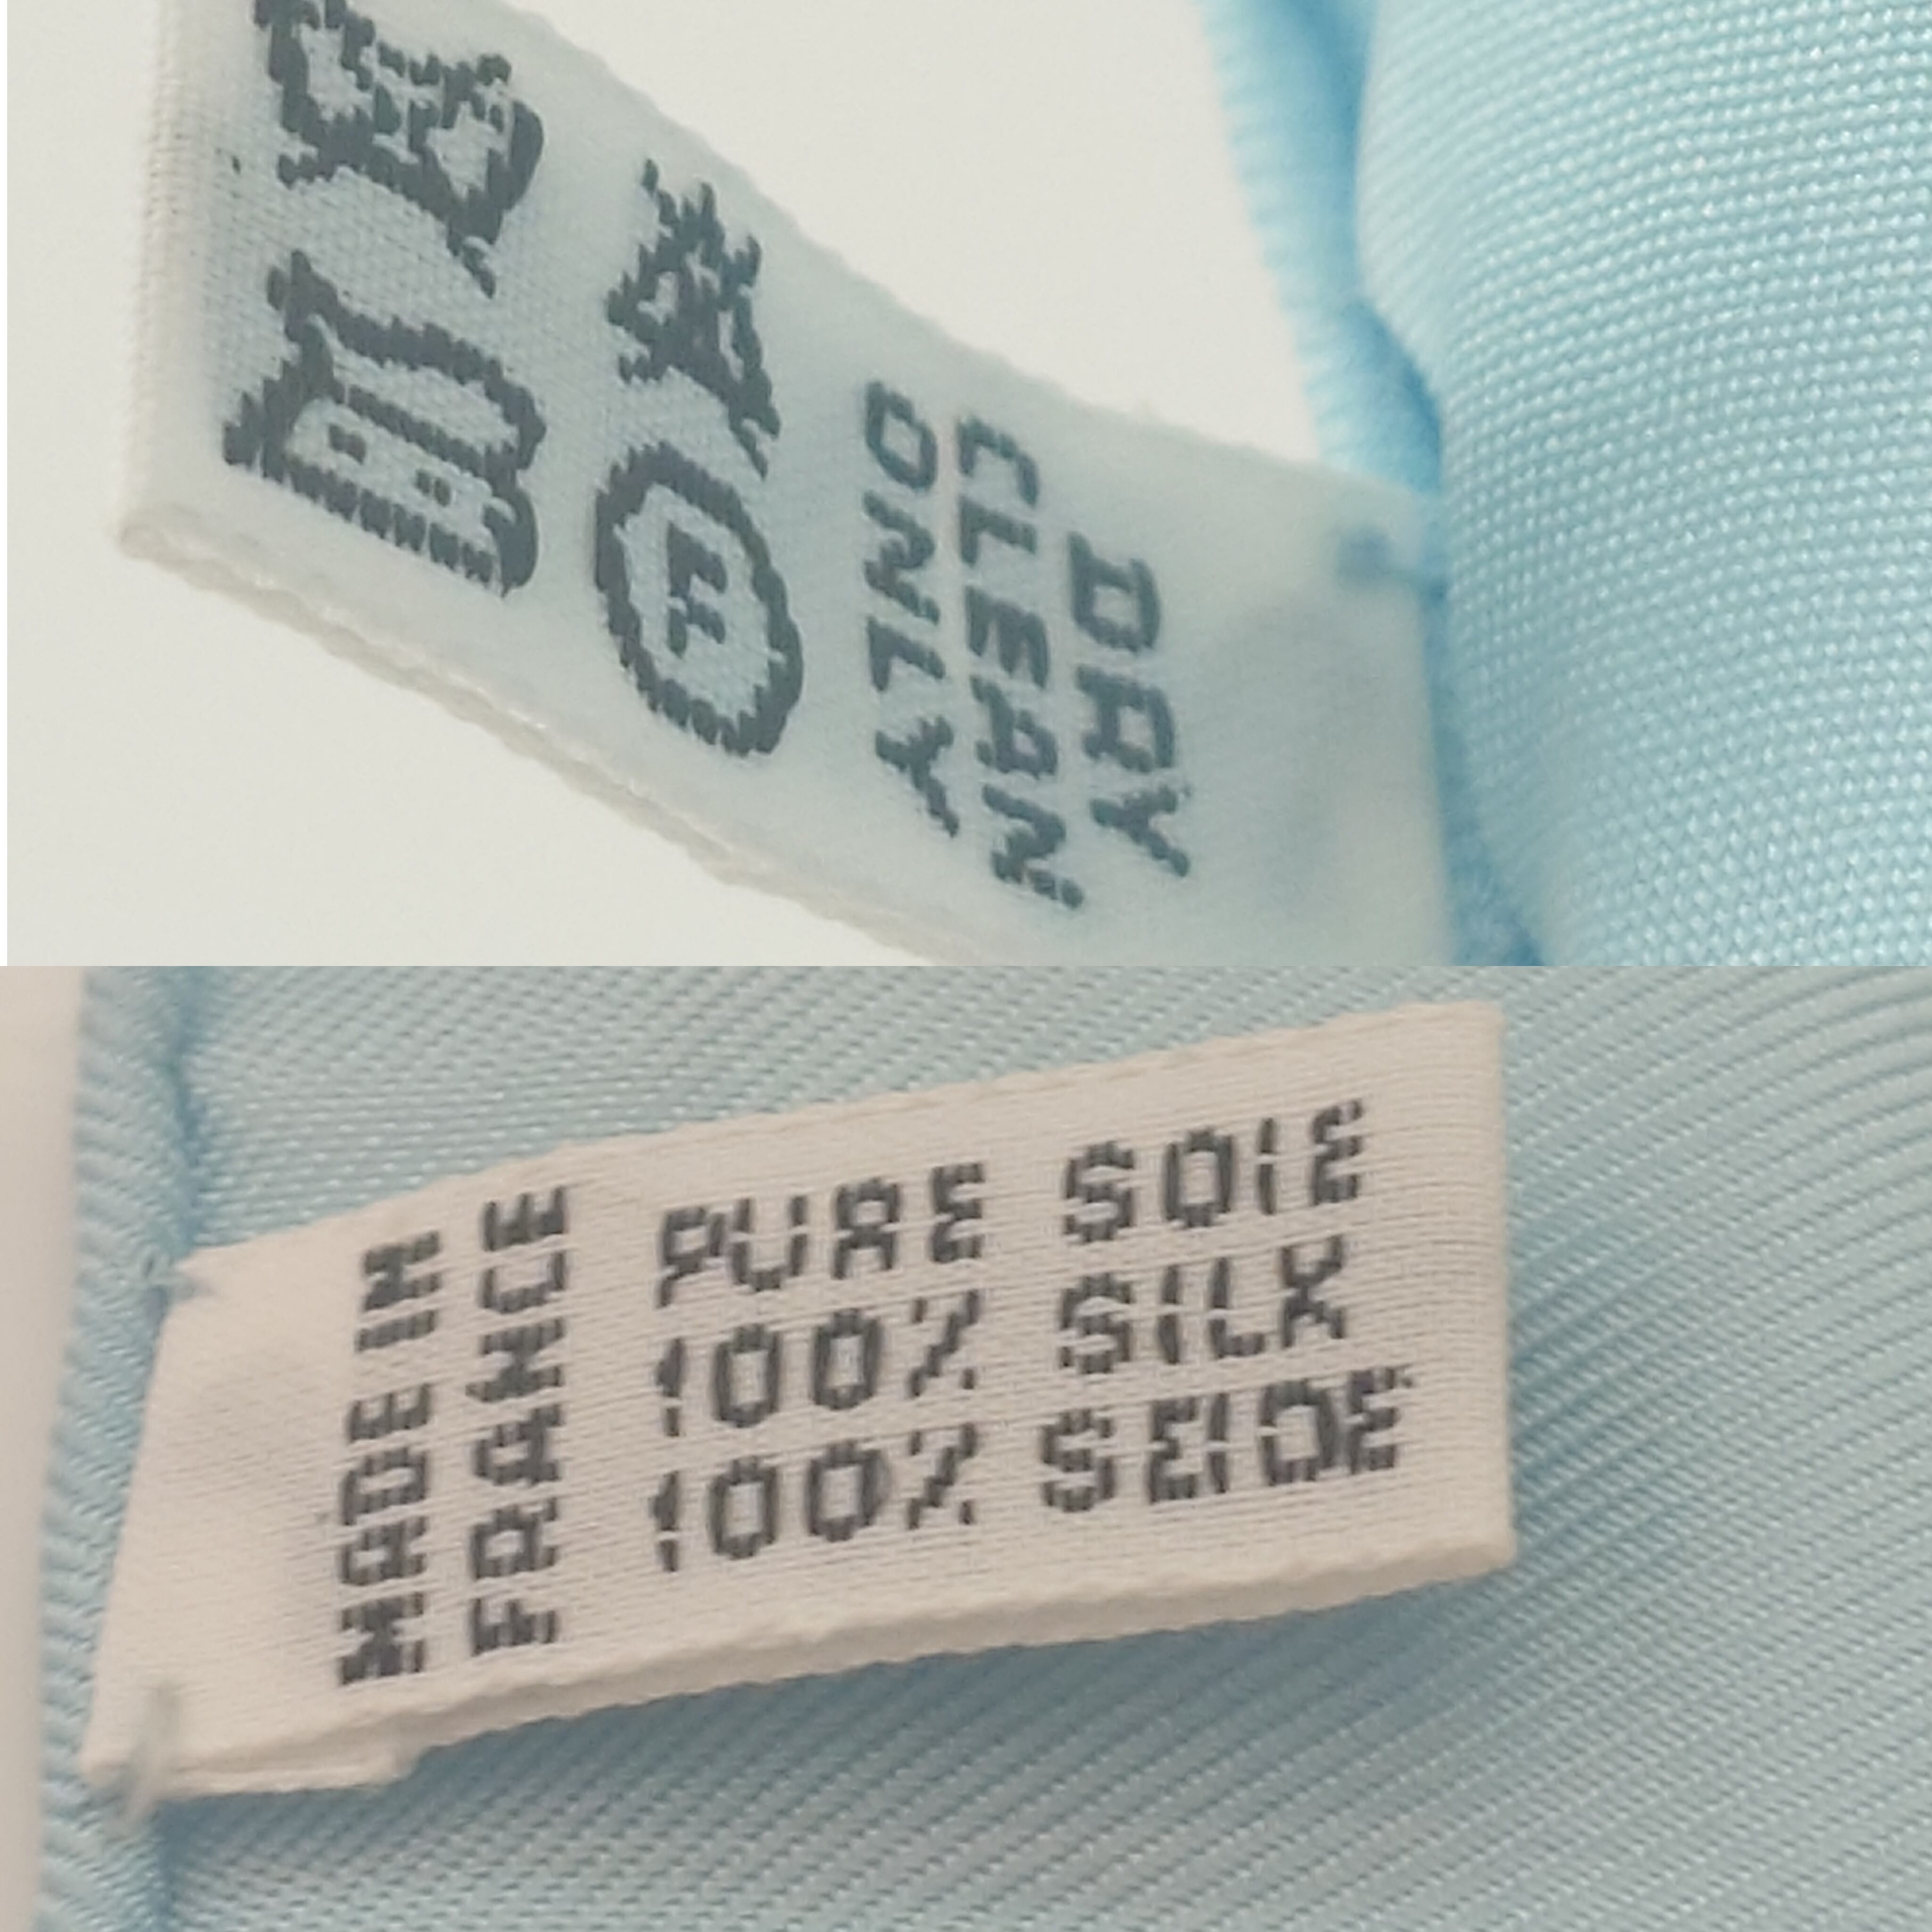 DRY
CLEAN
ONLY
F
MADE IN
FRANCE
PURE SOIE
100% SILK
100% SEIDE